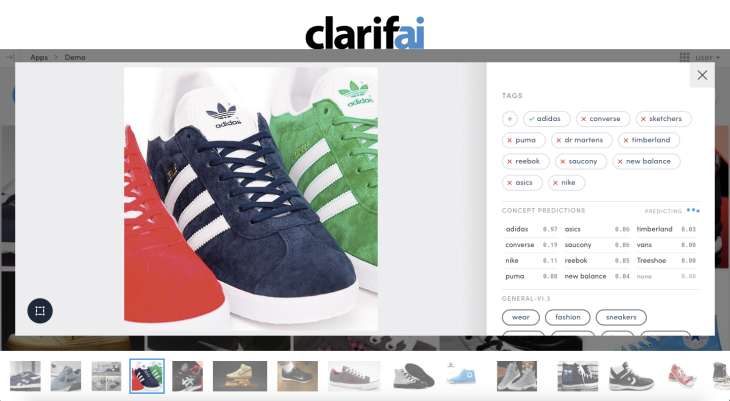 clarifai
Apps > Demo
user
TAGS
+ ✓ adidas × converse × sketchers
× puma × dr martens × timberland
× reebok × saucony × new balance
× asics × nike
CONCEPT PREDICTIONS PREDICTING
adidas 0.97 asics 0.06 timberland 0.03
converse 0.19 saucony 0.06 vans 0.00
nike 0.11 reebok 0.05 Treeshoe 0.00
puma 0.08 new balance 0.04 none 0.00
GENERAL-V1.3
wear fashion sneakers
adidas
adidas